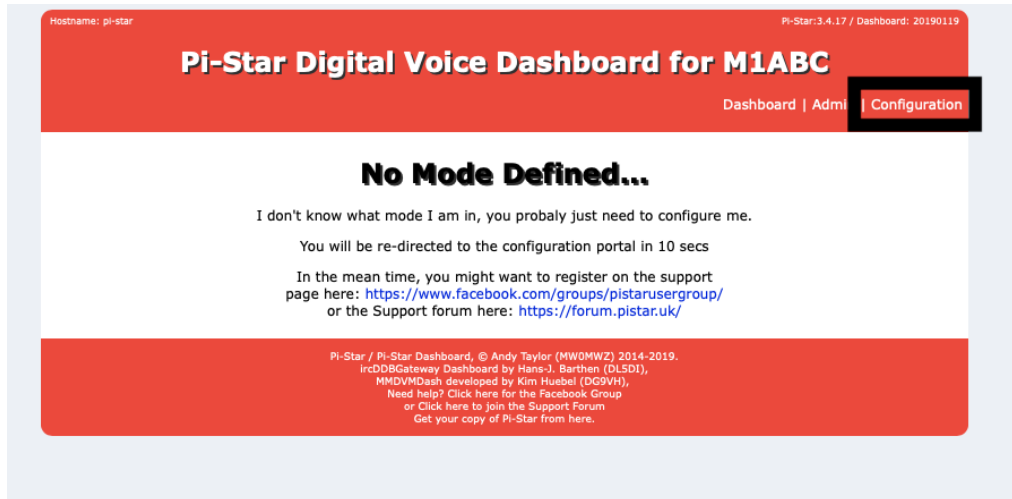 Hostname: pi-star
Pi-Star:3.4.17 / Dashboard: 20190119
Pi-Star Digital Voice Dashboard for M1ABC
Dashboard | Admi | Configuration
No Mode Defined...
I don't know what mode I am in, you probaly just need to configure me.
You will be re-directed to the configuration portal in 10 secs
In the mean time, you might want to register on the support
page here: https://www.facebook.com/groups/pistarusergroup/
or the Support forum here: https://forum.pistar.uk/
Pi-Star / Pi-Star Dashboard, © Andy Taylor (MW0MWZ) 2014-2019.
ircDDBGateway Dashboard by Hans-J. Barthen (DL5DI),
MMDVMDash developed by Kim Huebel (DG9VH),
Need help? Click here for the Facebook Group
or Click here to join the Support Forum
Get your copy of Pi-Star from here.